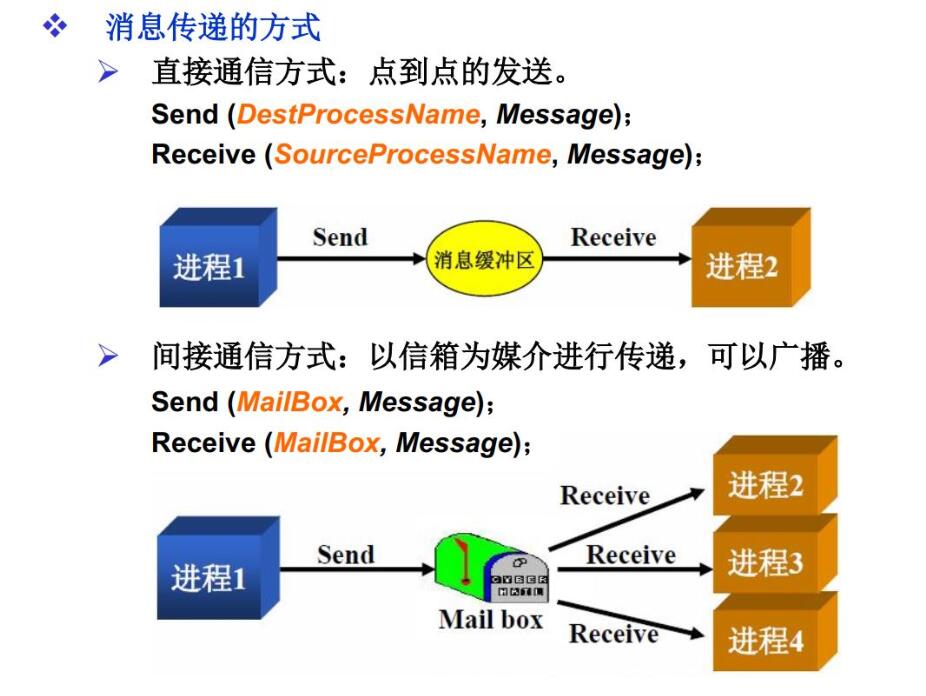 消息传递的方式
直接通信方式：点到点的发送。
Send (DestProcessName, Message)；
Receive (SourceProcessName, Message)；
进程1
Send
消息缓冲区
Receive
进程2
间接通信方式：以信箱为媒介进行传递，可以广播。
Send (MailBox, Message)；
Receive (MailBox, Message)；
进程1
Send
CYBER
MAIL
Mail box
Receive
进程2
Receive
进程3
Receive
进程4